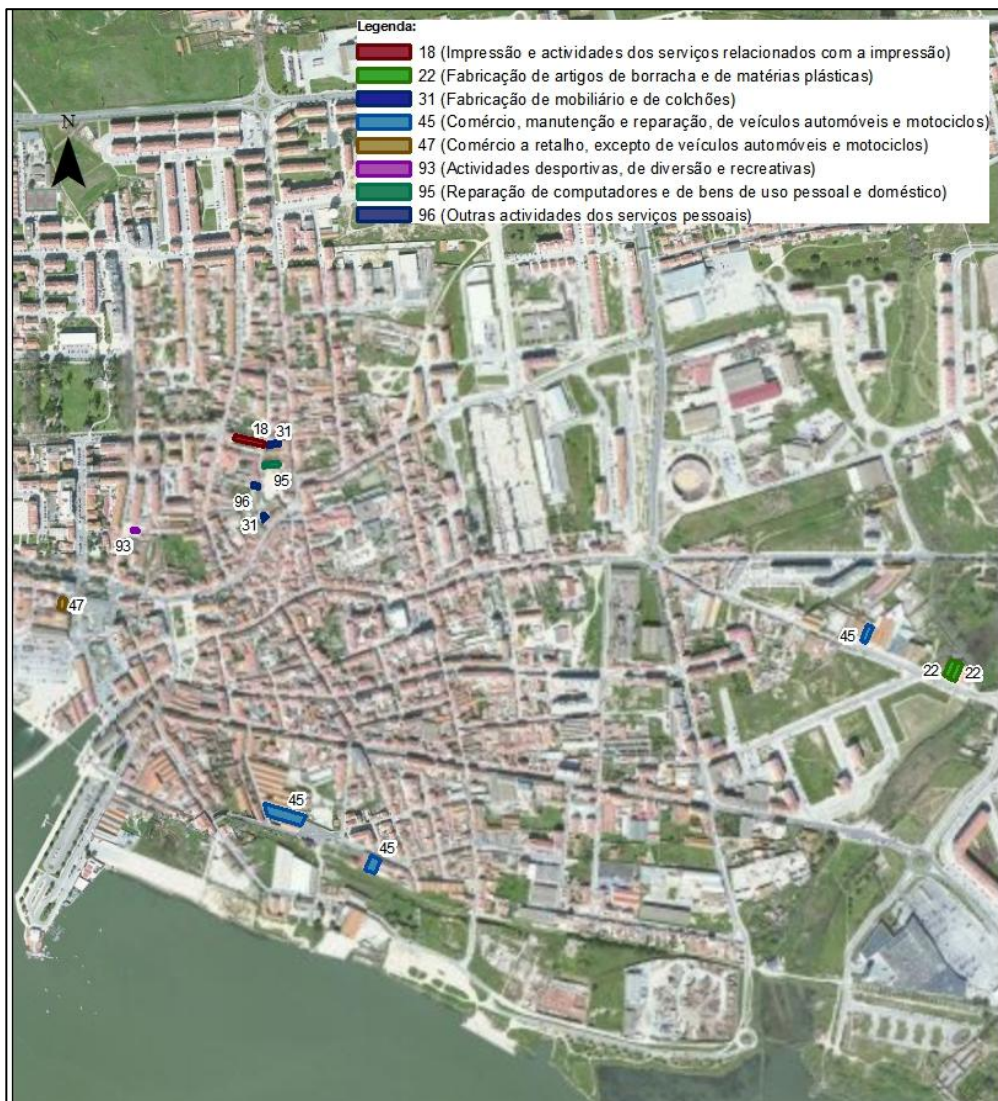 Legenda:
18 (Impressão e actividades dos serviços relacionados com a impressão)
22 (Fabricação de artigos de borracha e de matérias plásticas)
31 (Fabricação de mobiliário e de colchões)
45 (Comércio, manutenção e reparação, de veículos automóveis e motociclos)
47 (Comércio a retalho, excepto de veículos automóveis e motociclos)
93 (Actividades desportivas, de diversão e recreativas)
95 (Reparação de computadores e de bens de uso pessoal e doméstico)
96 (Outras actividades dos serviços pessoais)
N
18 31
95
96
31
93
47
45
22 22
45
45